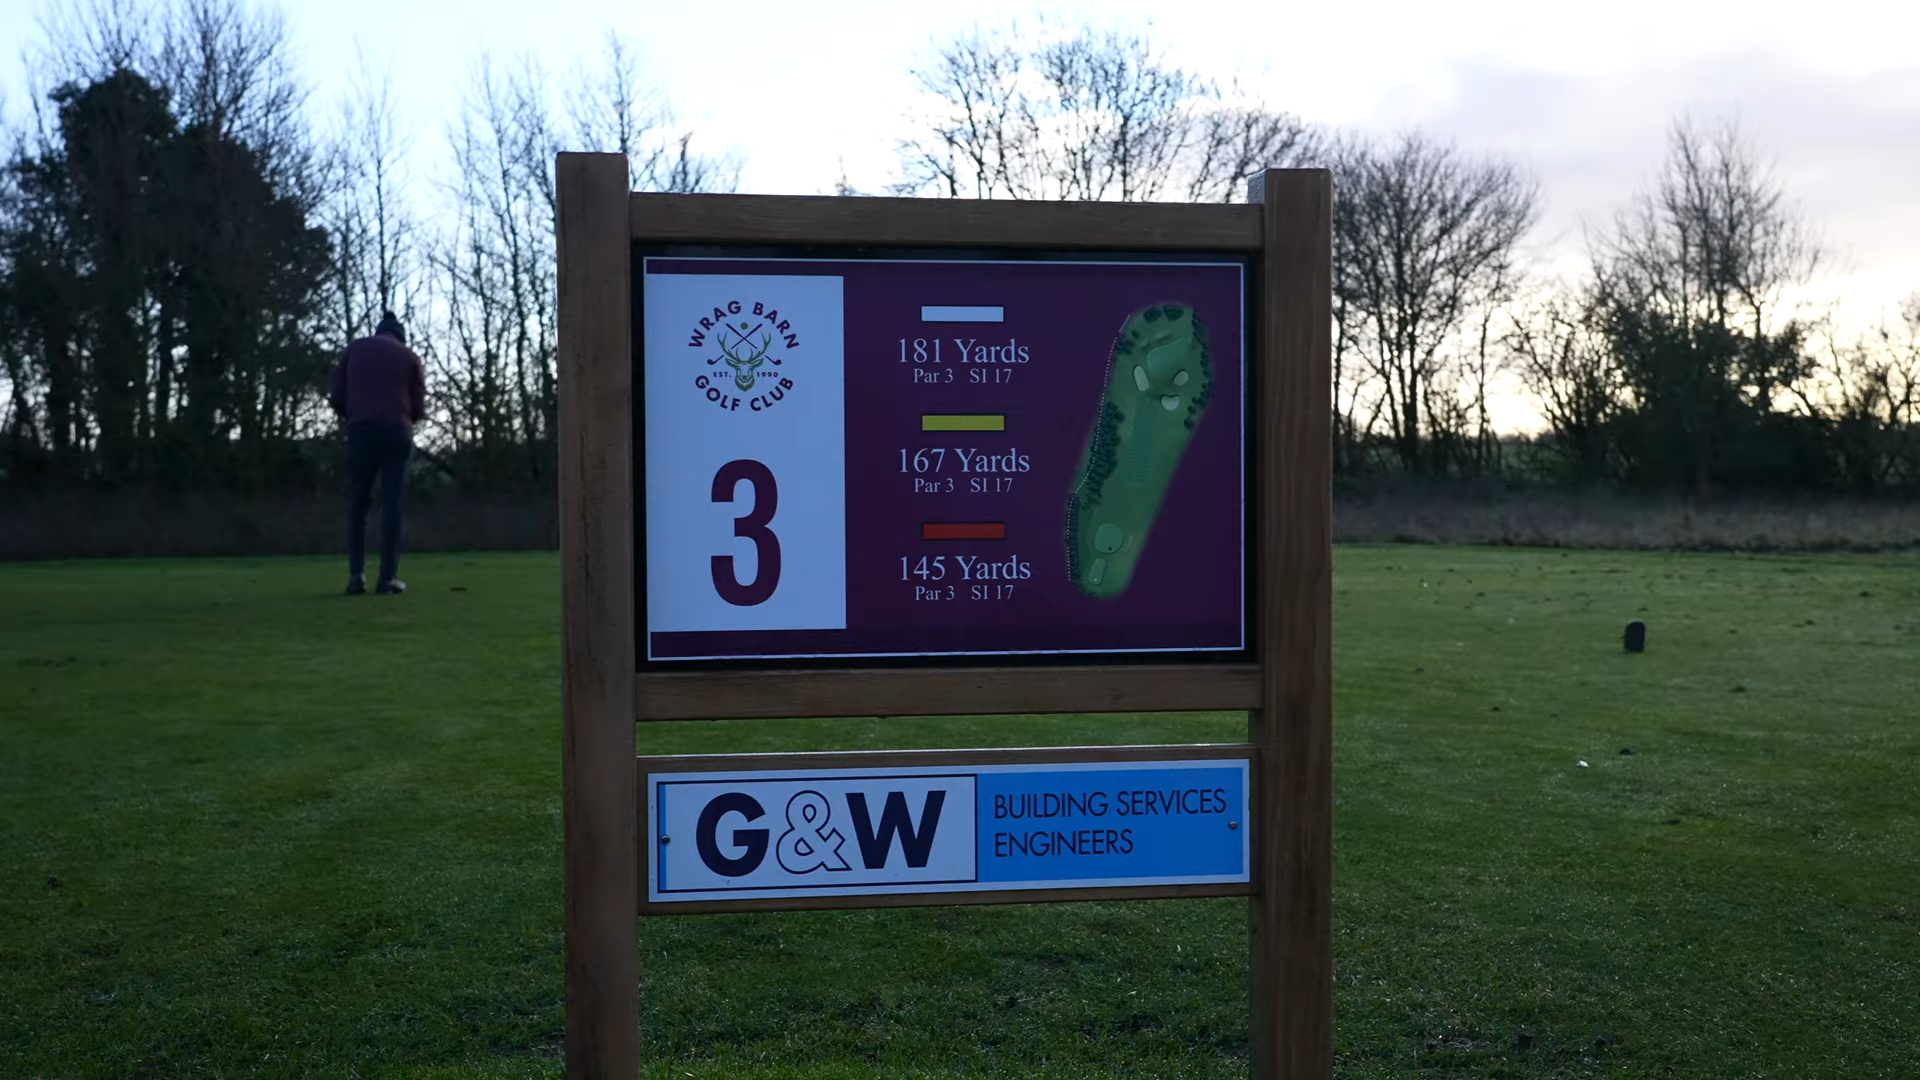 WRAG BARN
EST. 1990
GOLF CLUB
3
181 Yards
Par 3 SI 17
167 Yards
Par 3 SI 17
145 Yards
Par 3 SI 17
G&W
BUILDING SERVICES
ENGINEERS